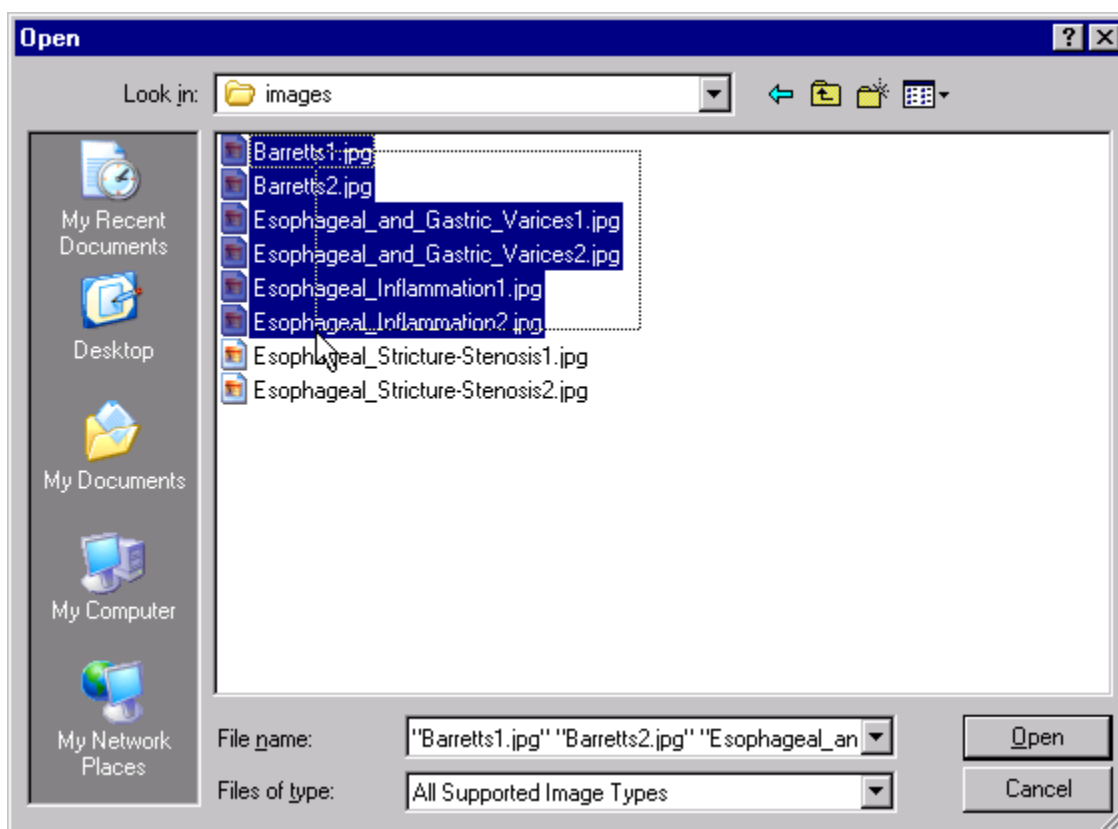 Open
Look in: images
My Recent
Documents
Desktop
My Documents
My Computer
My Network
Places
Barretts1.jpg
Barretts2.jpg
Esophageal_and_Gastric_Varices1.jpg
Esophageal_and_Gastric_Varices2.jpg
Esophageal_Inflammation1.jpg
Esophageal_Inflammation2.jpg
Esophageal_Stricture-Stenosis1.jpg
Esophageal_Stricture-Stenosis2.jpg
File name: "Barretts1.jpg" "Barretts2.jpg" "Esophageal_an
Open
Files of type: All Supported Image Types
Cancel